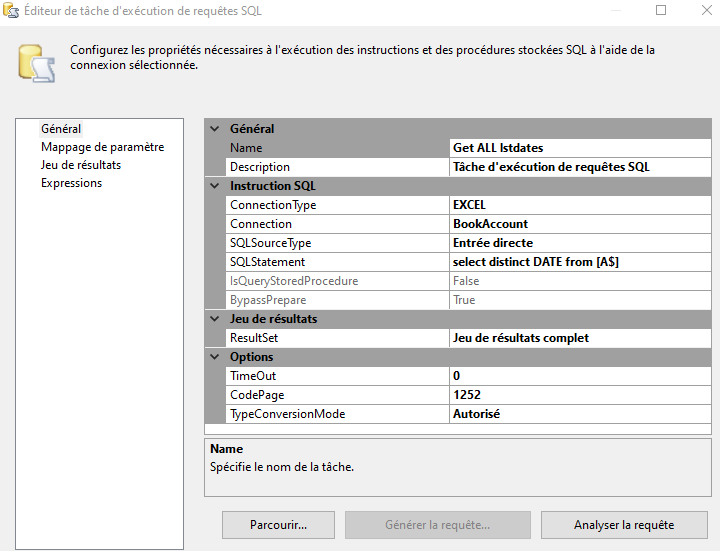 Éditeur de tâche d'exécution de requêtes SQL
Configurez les propriétés nécessaires à l'exécution des instructions et des procédures stockées SQL à l'aide de la
connexion sélectionnée.
Général
Mappage de paramètre
Jeu de résultats
Expressions
Général
Name Get ALL lstdates
Description Tâche d'exécution de requêtes SQL
Instruction SQL
ConnectionType EXCEL
Connection BookAccount
SQLSourceType Entrée directe
SQLStatement select distinct DATE from [A$]
IsQueryStoredProcedure False
BypassPrepare True
Jeu de résultats
ResultSet Jeu de résultats complet
Options
TimeOut 0
CodePage 1252
TypeConversionMode Autorisé
Name
Spécifie le nom de la tâche.
Parcourir... Générer la requête... Analyser la requête